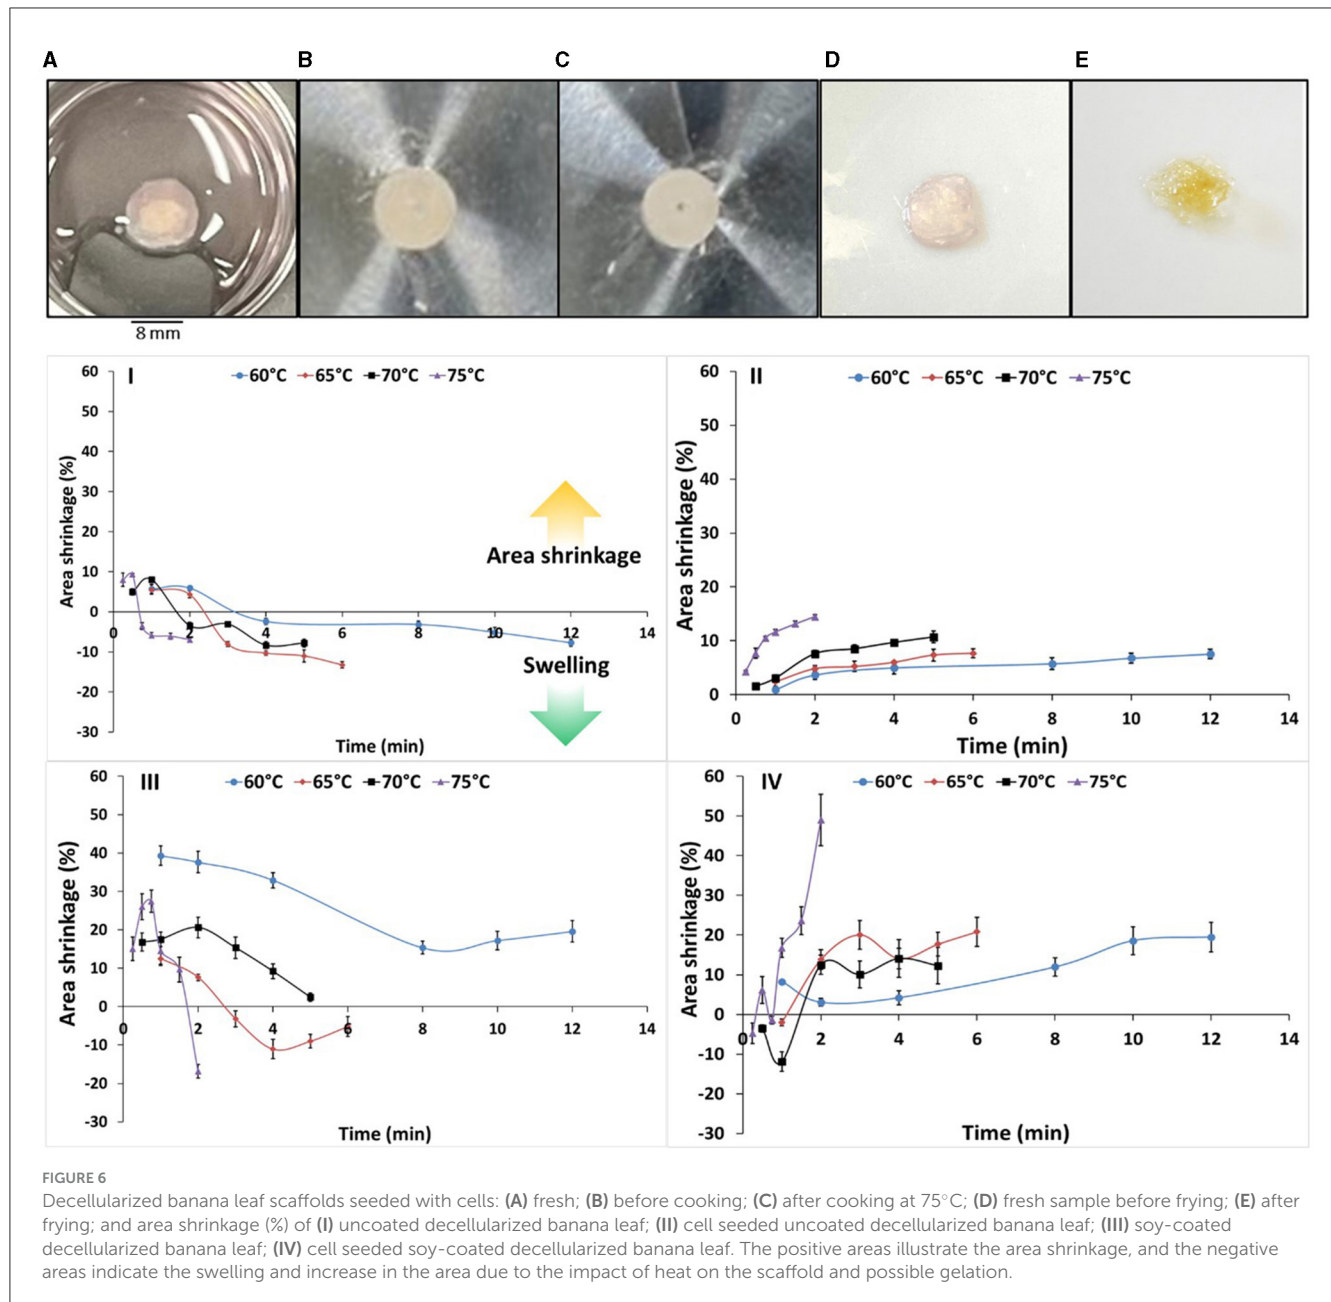 A B C D E
8 mm
I
60°C 65°C 70°C 75°C
60
50
40
30
20
10
0
-10
-20
-30
0 2 4 6 8 10 12 14
Area shrinkage (%)
Time (min)
Area shrinkage
Swelling
II
60°C 65°C 70°C 75°C
60
50
40
30
20
10
0
0 2 4 6 8 10 12 14
Area shrinkage (%)
Time (min)
III
60°C 65°C 70°C 75°C
60
50
40
30
20
10
0
-10
-20
-30
0 2 4 6 8 10 12 14
Area shrinkage (%)
Time (min)
IV
60°C 65°C 70°C 75°C
60
50
40
30
20
10
0
-10
-20
-30
0 2 4 6 8 10 12 14
Area shrinkage (%)
Time (min)
FIGURE 6
Decellularized banana leaf scaffolds seeded with cells: (A) fresh; (B) before cooking; (C) after cooking at 75°C; (D) fresh sample before frying; (E) after
frying; and area shrinkage (%) of (I) uncoated decellularized banana leaf; (II) cell seeded uncoated decellularized banana leaf; (III) soy-coated
decellularized banana leaf; (IV) cell seeded soy-coated decellularized banana leaf. The positive areas illustrate the area shrinkage, and the negative
areas indicate the swelling and increase in the area due to the impact of heat on the scaffold and possible gelation.